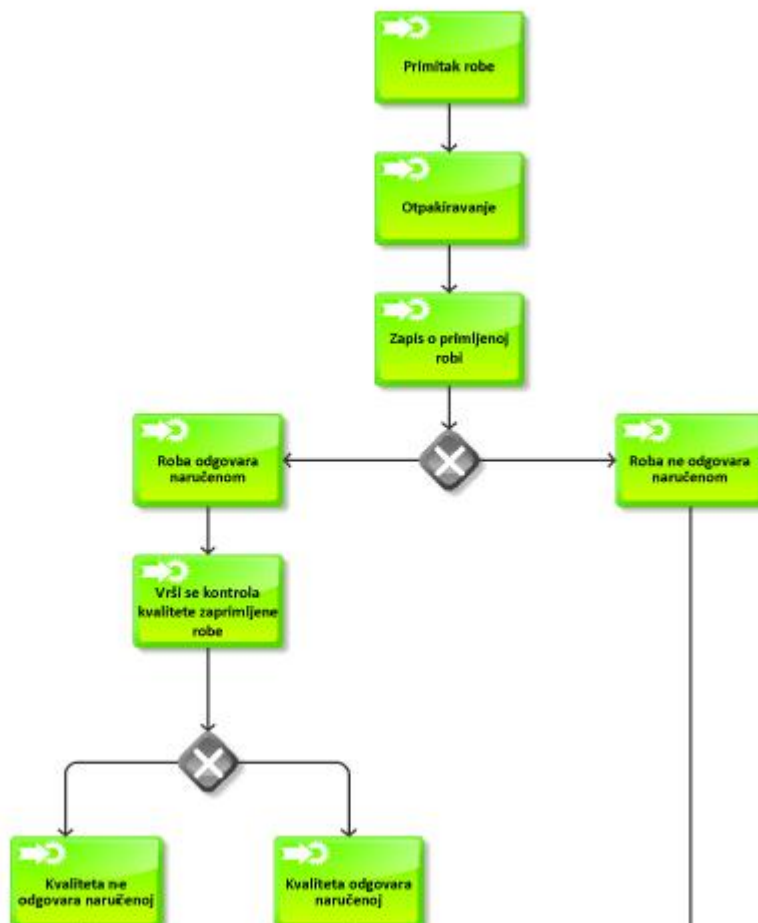 Primitak robe
Otpakiravanje
Zapis o primljenoj
robi
Roba odgovara
naručenom
Roba ne odgovara
naručenom
Vrši se kontrola
kvalitete zaprimljene
robe
Kvaliteta ne
odgovara naručenoj
Kvaliteta odgovara
naručenoj